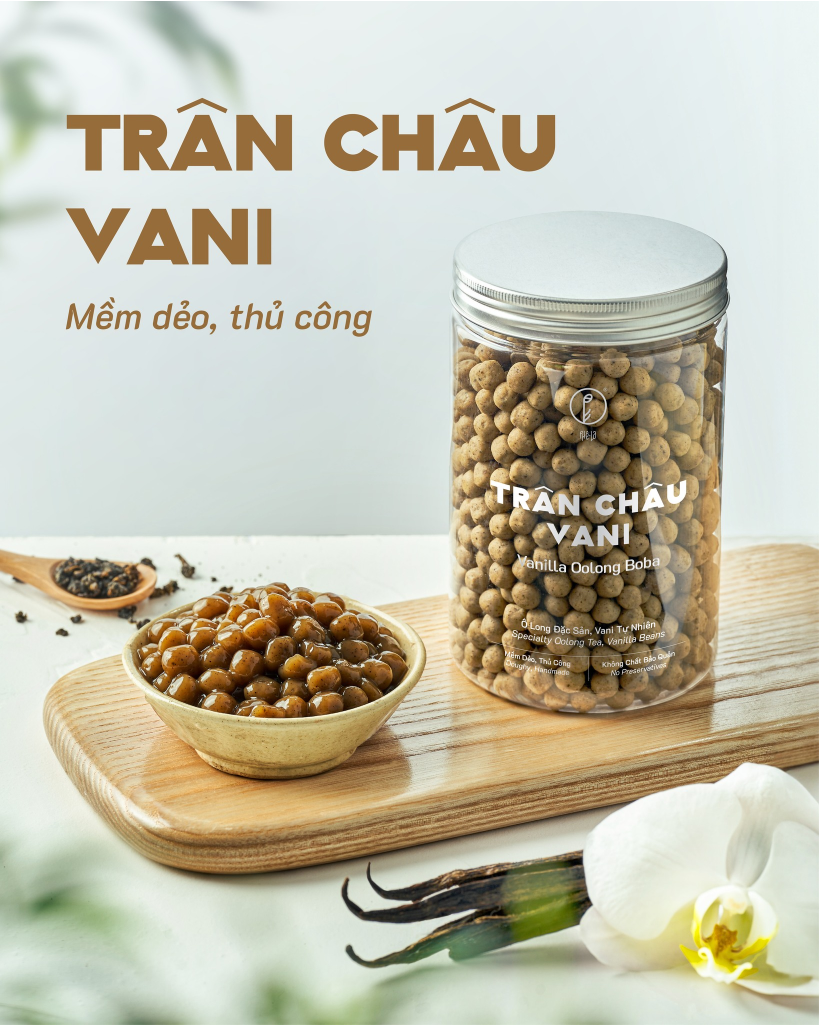 TRÂN CHÂU
VANI
Mềm dẻo, thủ công
TRÂN CHÂU
VANI
Vanilla Oolong Boba
Ô Long Đặc Sản, Vani Tự Nhiên
Specialty Oolong Tea, Vanilla Beans
Mềm Dẻo, Thủ Công
Doughy, Handmade
Không Chất Bảo Quản
No Preservatives